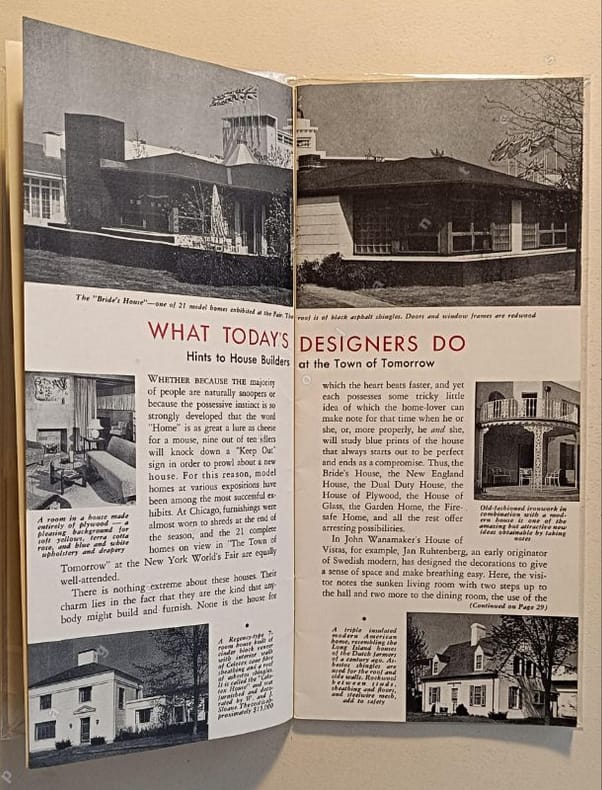 The "Bride's House"—one of 21 model homes exhibited at the Fair. The roof is of black asphalt shingles. Doors and window frames are redwood
WHAT TODAY'S DESIGNERS DO
Hints to House Builders at the Town of Tomorrow
WHETHER BECAUSE THE majority
of people are naturally snoopers or
because the possessive instinct is so
strongly developed that the word
"Home" is as great a lure as cheese
for a mouse, nine out of ten idlers
will knock down a "Keep Out"
sign in order to prowl about a new
house. For this reason, model
homes at various expositions have
been among the most successful ex-
hibits. At Chicago, furnishings were
almost worn to shreds at the end of
the season, and the 21 complete
homes on view in "The Town of
Tomorrow" at the New York World's Fair are equally
well-attended.
There is nothing extreme about these houses. Their
charm lies in the fact that they are the kind that any-
body might build and furnish. None is the house for
A room in a house made
entirely of plywood — a
pleasing background for
soft yellows, terra cotta
rose, and blue and white
upholstery and drapery
A Regency-type 7-
room house built of
cinder block veneer
with interior walls
of Celotex cane fibre
sheathing and a roof
of asbestos shingles
is called the "Celo-
tex House" and was
furnished and deco-
rated by W. and J.
Sloane. The cost is ap-
proximately $15,000
which the heart beats faster, and yet
each possesses some tricky little
idea of which the home-lover can
make note for that time when he or
she, or, more properly, he and she,
will study blue prints of the house
that always starts out to be perfect
and ends as a compromise. Thus, the
Bride's House, the New England
House, the Dual Duty House, the
House of Plywood, the House of
Glass, the Garden Home, the Fire-
safe Home, and all the rest offer
arresting possibilities.
In John Wanamaker's House of
Vistas, for example, Jan Ruhtenberg, an early originator
of Swedish modern, has designed the decorations to give
a sense of space and make breathing easy. Here, the visi-
tor notes the sunken living room with two steps up to
the hall and two more to the dining room, the use of the
(Continued on Page 29)
Old-fashioned ironwork in
combination with a mod-
ern house is one of the
amazing but attractive new
ideas obtainable by taking
notes
A triple insulated
modern American
home, resembling the
Long Island houses
of the Dutch farmers
of a century ago. As-
bestos shingles are
used for the roof and
side walls. Rockwool
between studs,
sheathing and floors,
and steelwire mesh,
add to safety